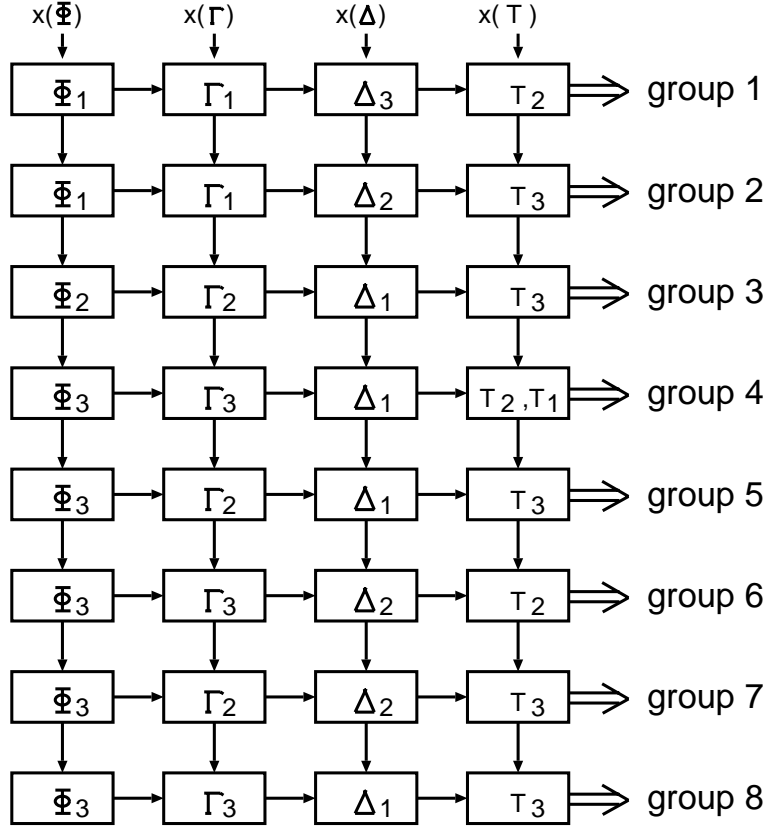 x(Φ) x(Γ) x(Δ) x( T )
Φ1 Γ1 Δ3 T2 group 1
Φ1 Γ1 Δ2 T3 group 2
Φ2 Γ2 Δ1 T3 group 3
Φ3 Γ3 Δ1 T2 ,T1 group 4
Φ3 Γ2 Δ1 T3 group 5
Φ3 Γ3 Δ2 T2 group 6
Φ3 Γ2 Δ2 T3 group 7
Φ3 Γ3 Δ1 T3 group 8